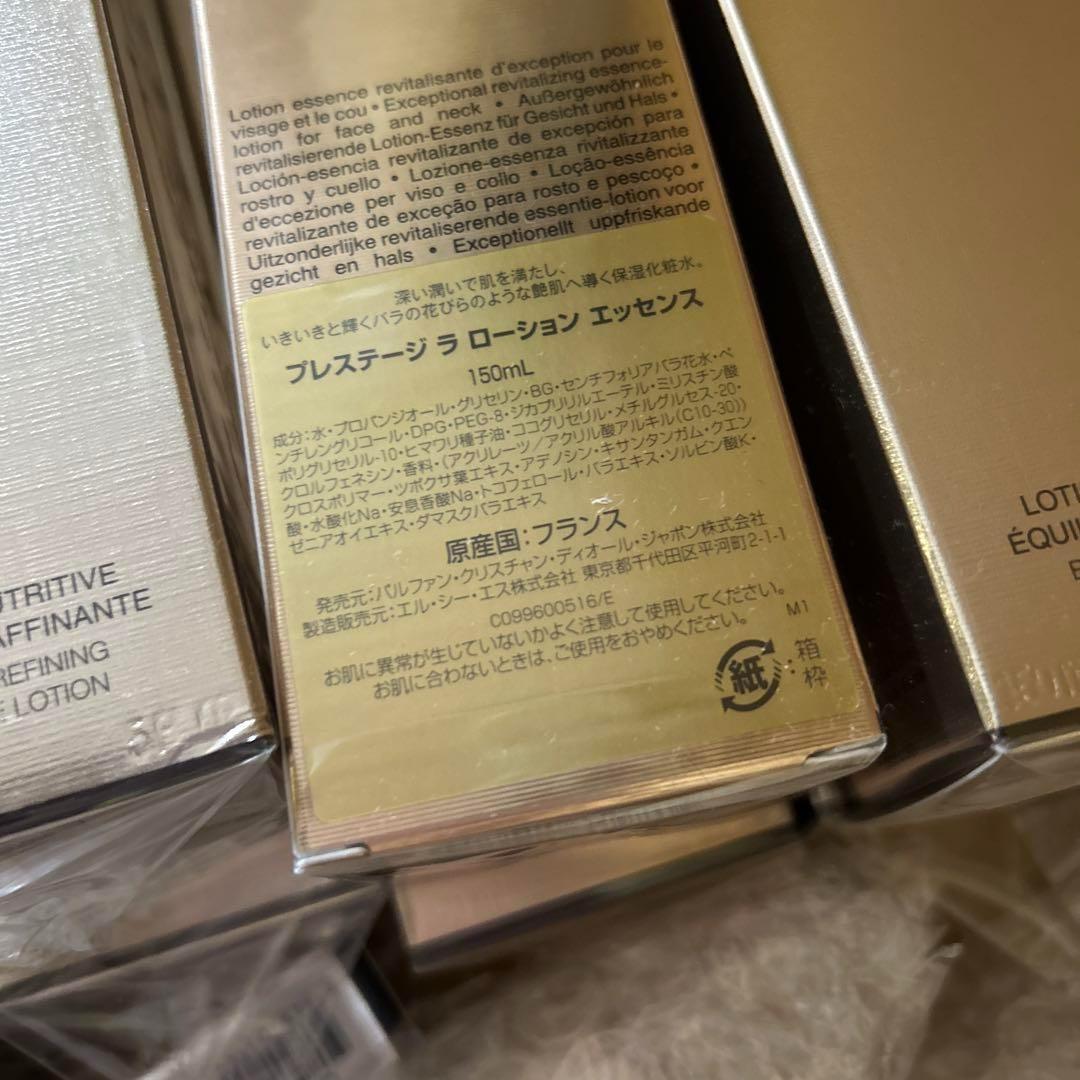 Lotion essence revitalisante d'exception pour le
visage et le cou • Exceptional revitalizing essence-
lotion for face and neck • Außergewöhnlich
revitalisierende Lotion-Essenz für Gesicht und Hals •
Loción-esencia revitalizante de excepción para
rostro y cuello • Lozione-essenza rivitalizzante
d'eccezione per viso e collo • Loção-essência
revitalizante de exceção para rosto e pescoço •
Uitzonderlijke revitaliserende essentie-lotion voor
gezicht en hals • Exceptionellt uppfriskande
深い潤いで肌を満たし、
いきいきと輝くバラの花びらのような艶肌へ導く保湿化粧水。
プレステージ ラ ローション エッセンス
150mL
成分:水・プロパンジオール・グリセリン・BG・センチフォリアバラ花水・ペ
ンチレングリコール・DPG・PEG-8・ジカプリリルエーテル・ミリスチン酸
ポリグリセリル-10・ヒマワリ種子油・ココグリセリル・メチルグルセス-20・
クロルフェネシン・香料・(アクリレーツ/アクリル酸アルキル(C10-30))
クロスポリマー・ツボクサ葉エキス・アデノシン・キサンタンガム・クエン
酸・水酸化Na・安息香酸Na・トコフェロール・バラエキス・ソルビン酸K・
ゼニアオイエキス・ダマスクバラエキス
原産国:フランス
発売元:パルファン・クリスチャン・ディオール・ジャポン株式会社
製造販売元:エル・シー・エス株式会社 東京都千代田区平河町2-1-1
C099600516/E
M1
お肌に異常が生じていないかよく注意して使用してください。
お肌に合わないときは、ご使用をおやめください。
紙
:箱
枠
NUTRITIVE
AFFINANTE
REFINING
LOTION
LOTI
ÉQUI